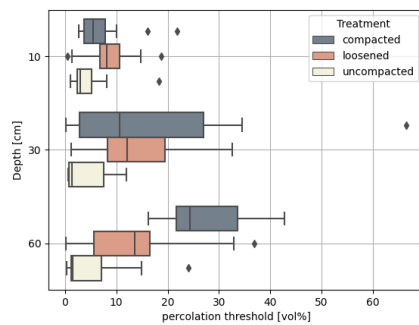 Treatment
compacted
loosened
uncompacted
10
30
60
Depth [cm]
0
10
20
30
40
50
60
percolation threshold [vol%]